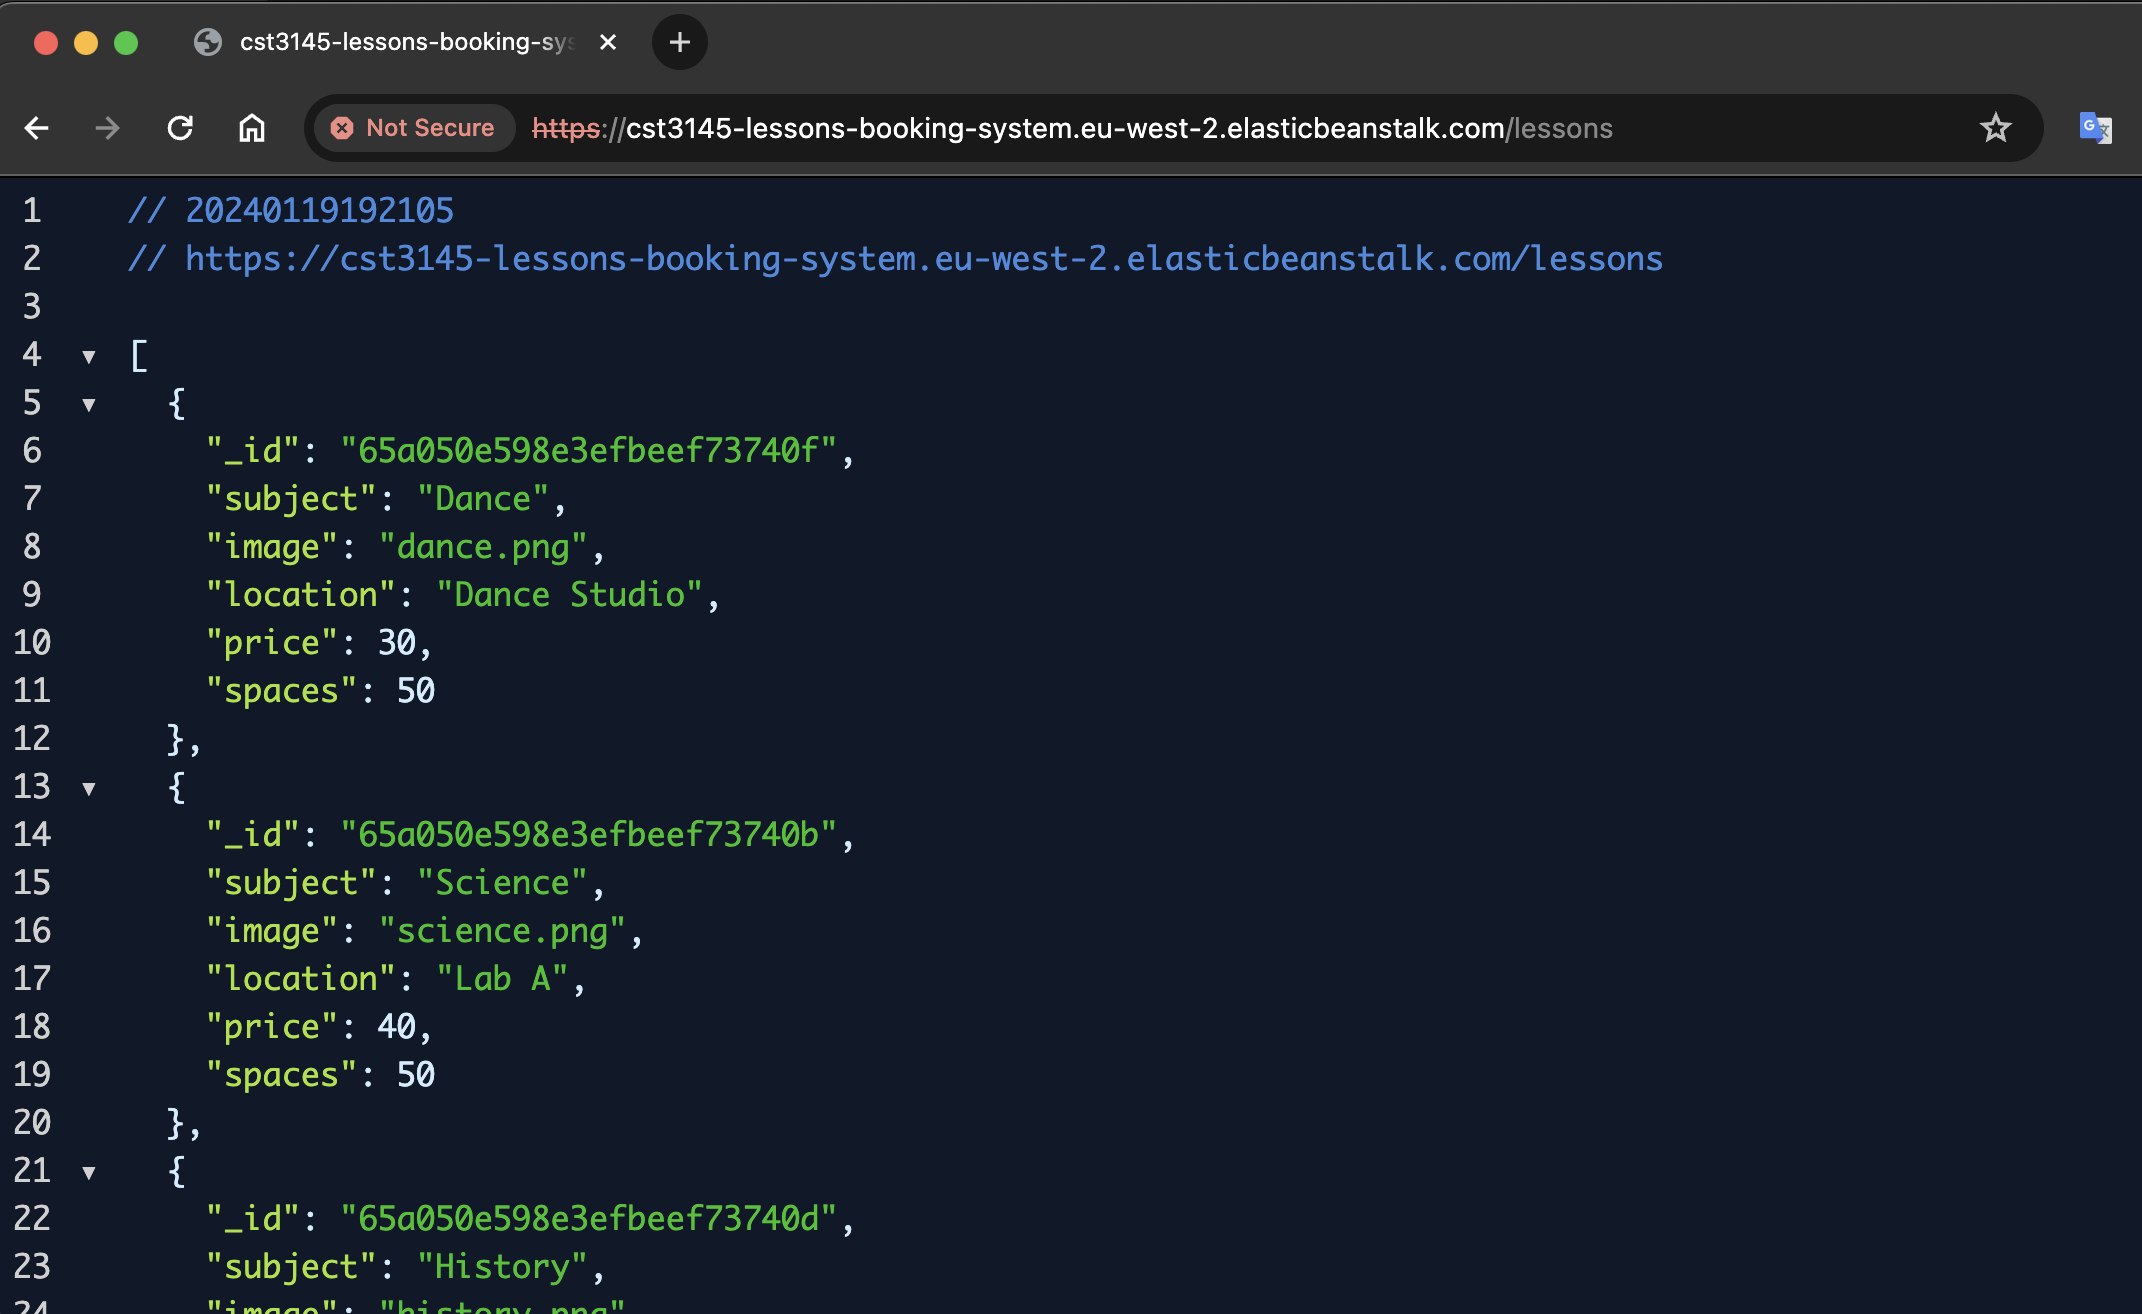 cst3145-lessons-booking-sys
Not Secure https://cst3145-lessons-booking-system.eu-west-2.elasticbeanstalk.com/lessons
1 // 20240119192105
2 // https://cst3145-lessons-booking-system.eu-west-2.elasticbeanstalk.com/lessons
3
4 [
5 {
6 "_id": "65a050e598e3efbeef73740f",
7 "subject": "Dance",
8 "image": "dance.png",
9 "location": "Dance Studio",
10 "price": 30,
11 "spaces": 50
12 },
13 {
14 "_id": "65a050e598e3efbeef73740b",
15 "subject": "Science",
16 "image": "science.png",
17 "location": "Lab A",
18 "price": 40,
19 "spaces": 50
20 },
21 {
22 "_id": "65a050e598e3efbeef73740d",
23 "subject": "History",
24 "image": "history.png"